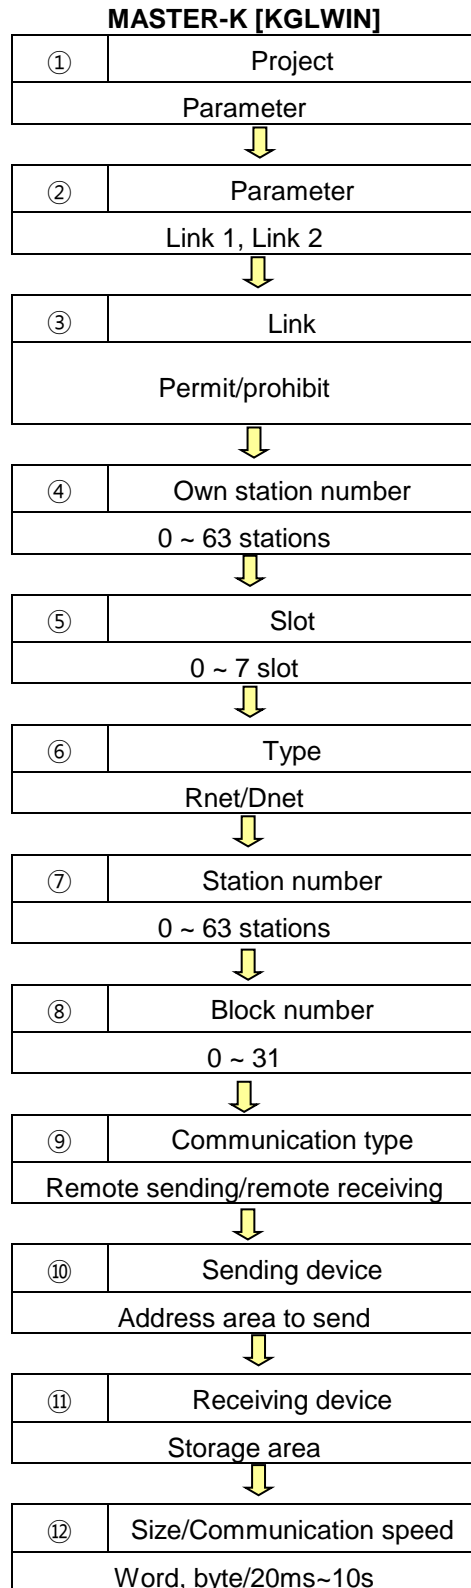 MASTER-K [KGLWIN]
① Project
Parameter
② Parameter
Link 1, Link 2
③ Link
Permit/prohibit
④ Own station number
0 ~ 63 stations
⑤ Slot
0 ~ 7 slot
⑥ Type
Rnet/Dnet
⑦ Station number
0 ~ 63 stations
⑧ Block number
0 ~ 31
⑨ Communication type
Remote sending/remote receiving
⑩ Sending device
Address area to send
⑪ Receiving device
Storage area
⑫ Size/Communication speed
Word, byte/20ms~10s